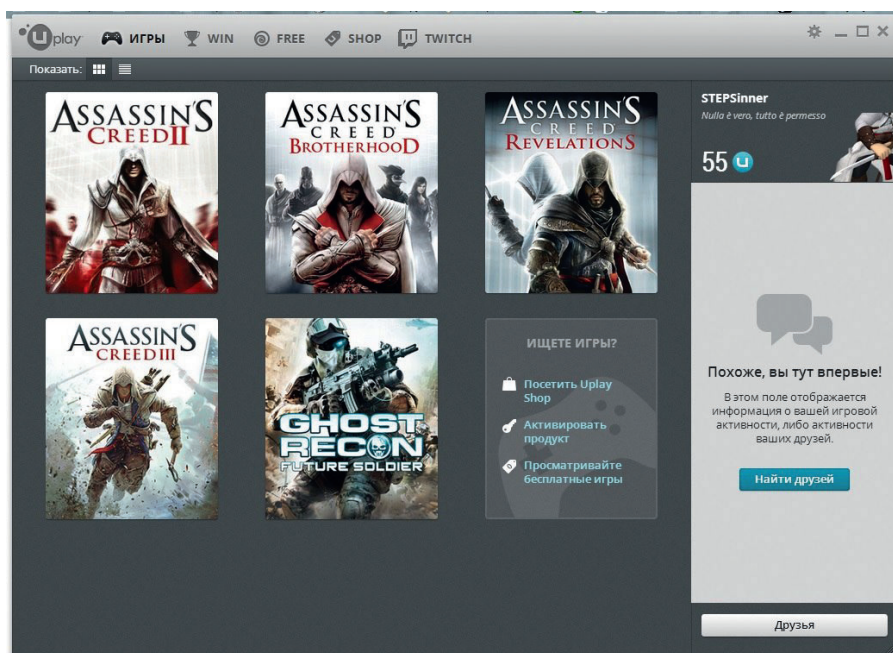 Uplay
ИГРЫ
WIN
FREE
SHOP
TWITCH
Показать:
ASSASSIN'S
CREED II
ASSASSIN'S
CREED
BROTHERHOOD
ASSASSIN'S
CREED
REVELATIONS
STEPSinner
Nulla è vero, tutto è permesso
55
ASSASSIN'S
CREED III
GHOST
RECON
FUTURE SOLDIER
ИЩЕТЕ ИГРЫ?
Посетить Uplay
Shop
Активировать
продукт
Просматривайте
бесплатные игры
Похоже, вы тут впервые!
В этом поле отображается
информация о вашей игровой
активности, либо активности
ваших друзей.
Найти друзей
Друзья